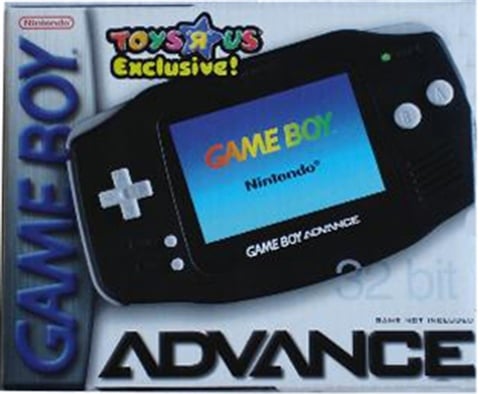 Nintendo
TOYS"R"US
Exclusive!
GAME BOY
A
B
GAME BOY
Nintendo®
GAME BOY ADVANCE
32 bit
GAME NOT INCLUDED
ADVANCE